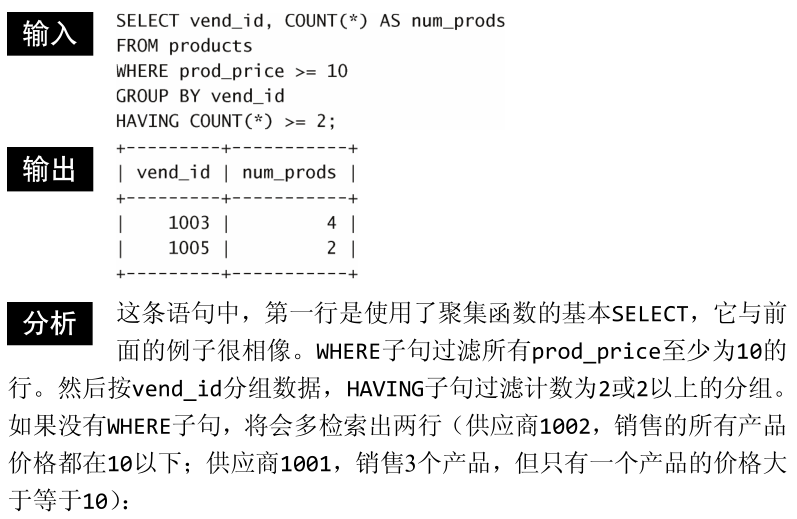 输入
SELECT vend_id, COUNT(*) AS num_prods
FROM products
WHERE prod_price >= 10
GROUP BY vend_id
HAVING COUNT(*) >= 2;
输出
+---------+-----------+
| vend_id | num_prods |
+---------+-----------+
|    1003 |         4 |
|    1005 |         2 |
+---------+-----------+
分析
这条语句中，第一行是使用了聚集函数的基本SELECT，它与前
面的例子很相像。WHERE子句过滤所有prod_price至少为10的
行。然后按vend_id分组数据，HAVING子句过滤计数为2或2以上的分组。
如果没有WHERE子句，将会多检索出两行（供应商1002，销售的所有产品
价格都在10以下；供应商1001，销售3个产品，但只有一个产品的价格大
于等于10）：